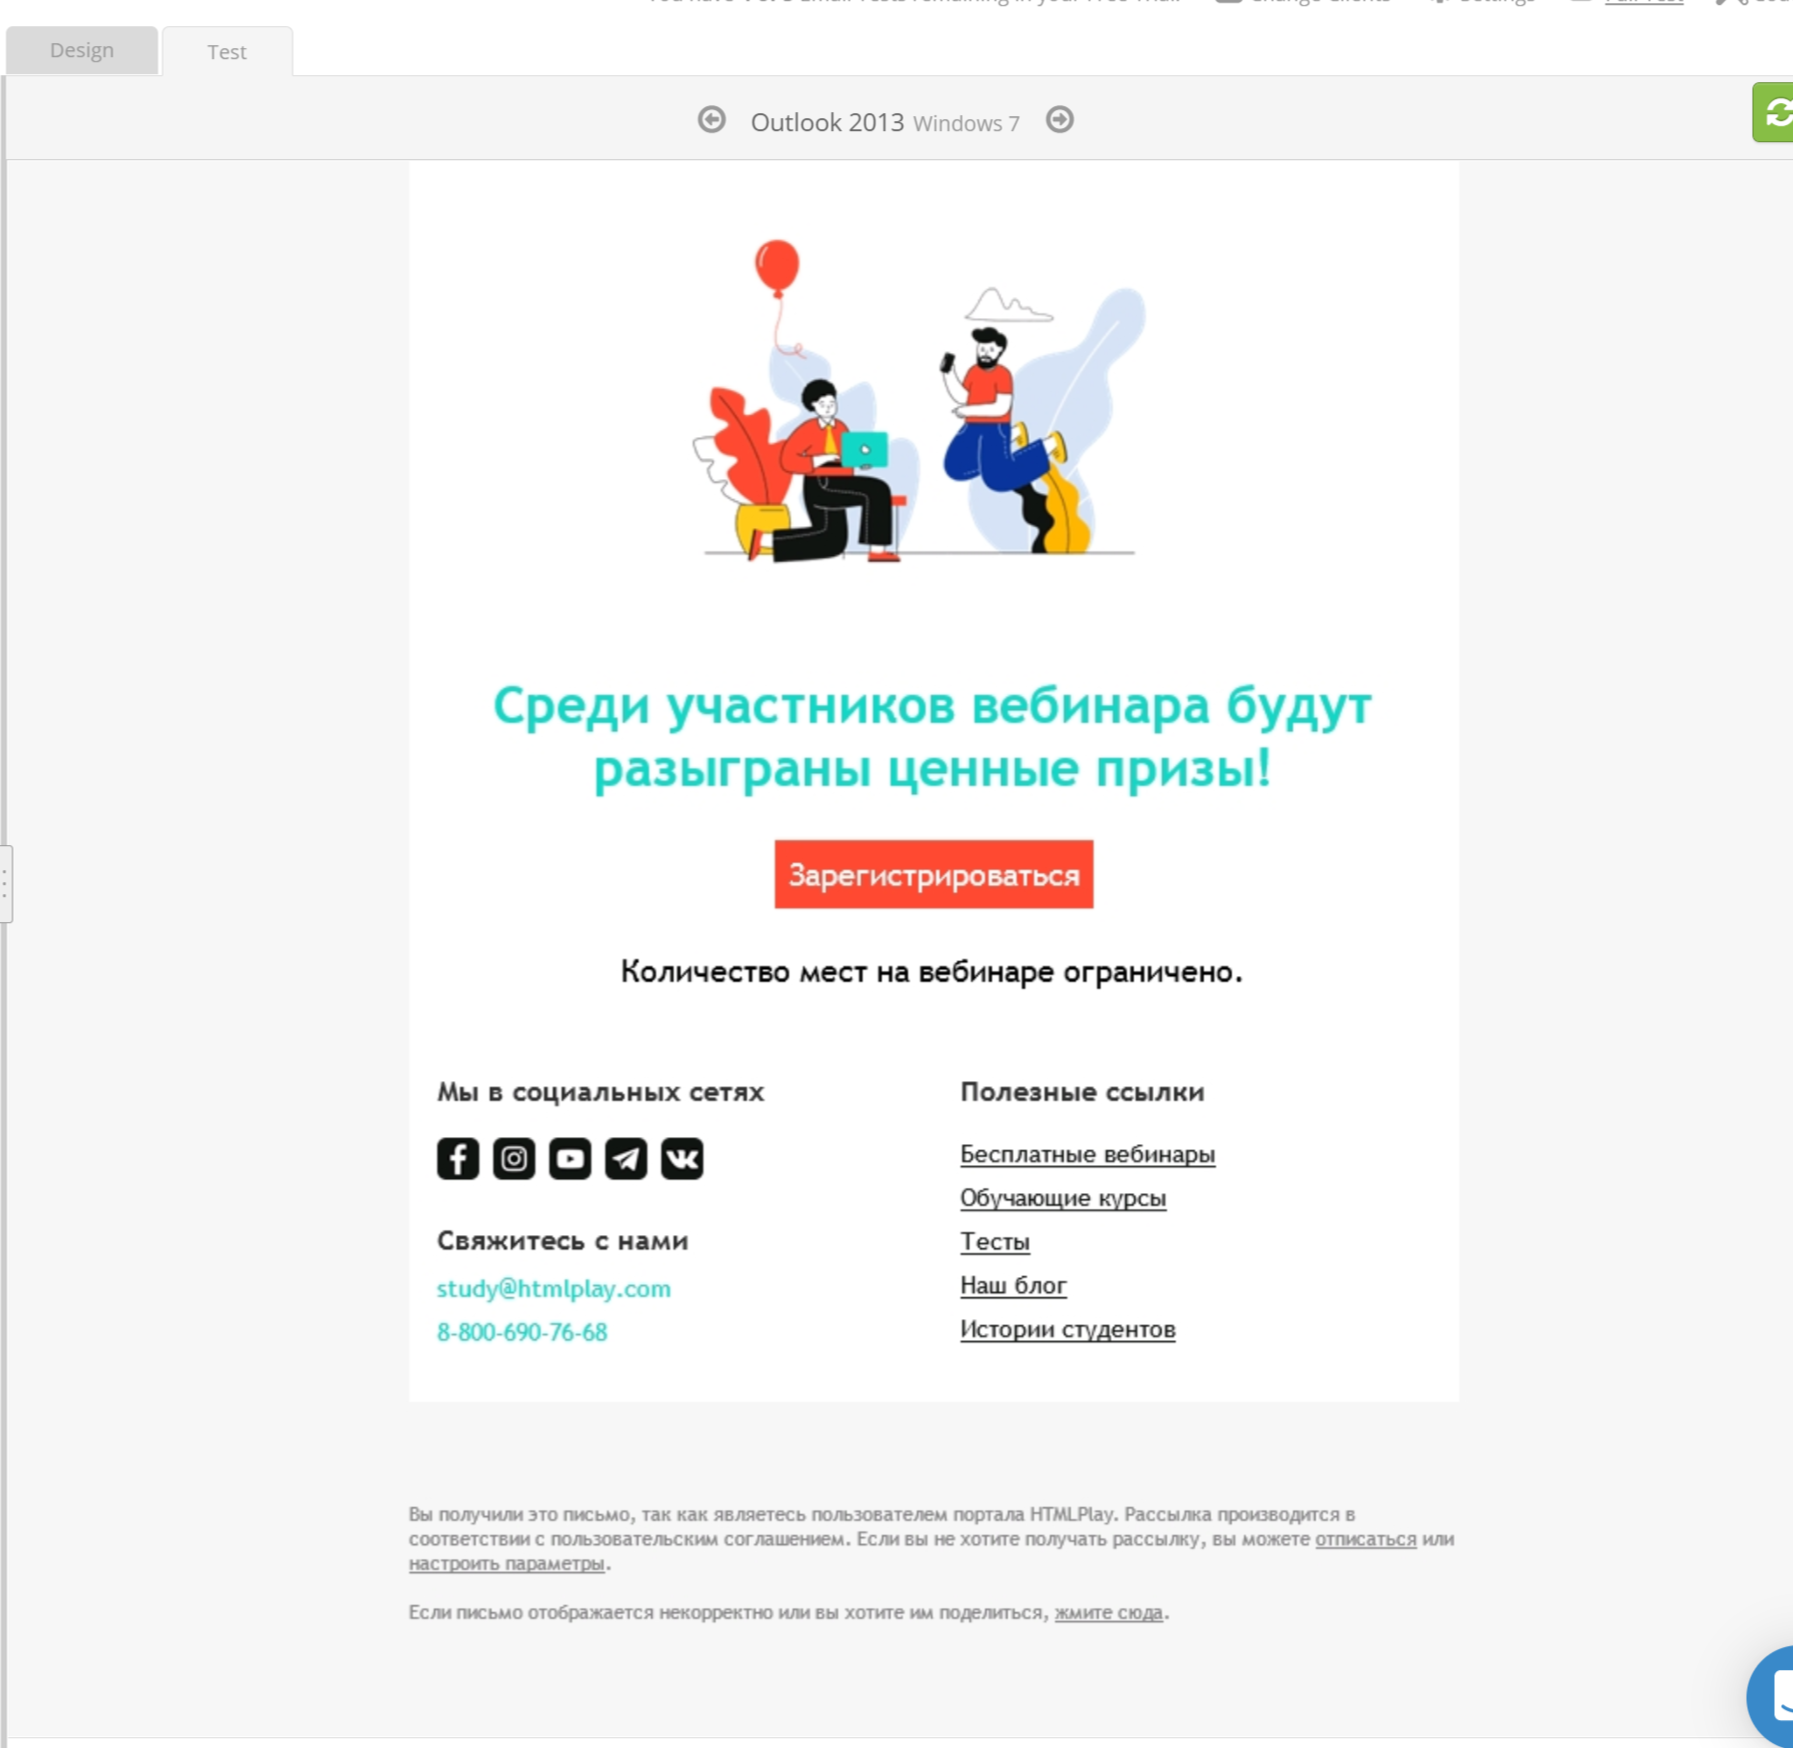 Design
Test
Outlook 2013 Windows 7
Среди участников вебинара будут
разыграны ценные призы!
Зарегистрироваться
Количество мест на вебинаре ограничено.
Мы в социальных сетях
Свяжитесь с нами
study@htmlplay.com
8-800-690-76-68
Полезные ссылки
Бесплатные вебинары
Обучающие курсы
Тесты
Наш блог
Истории студентов
Вы получили это письмо, так как являетесь пользователем портала HTMLPlay. Рассылка производится в
соответствии с пользовательским соглашением. Если вы не хотите получать рассылку, вы можете отписаться или
настроить параметры.
Если письмо отображается некорректно или вы хотите им поделиться, жмите сюда.